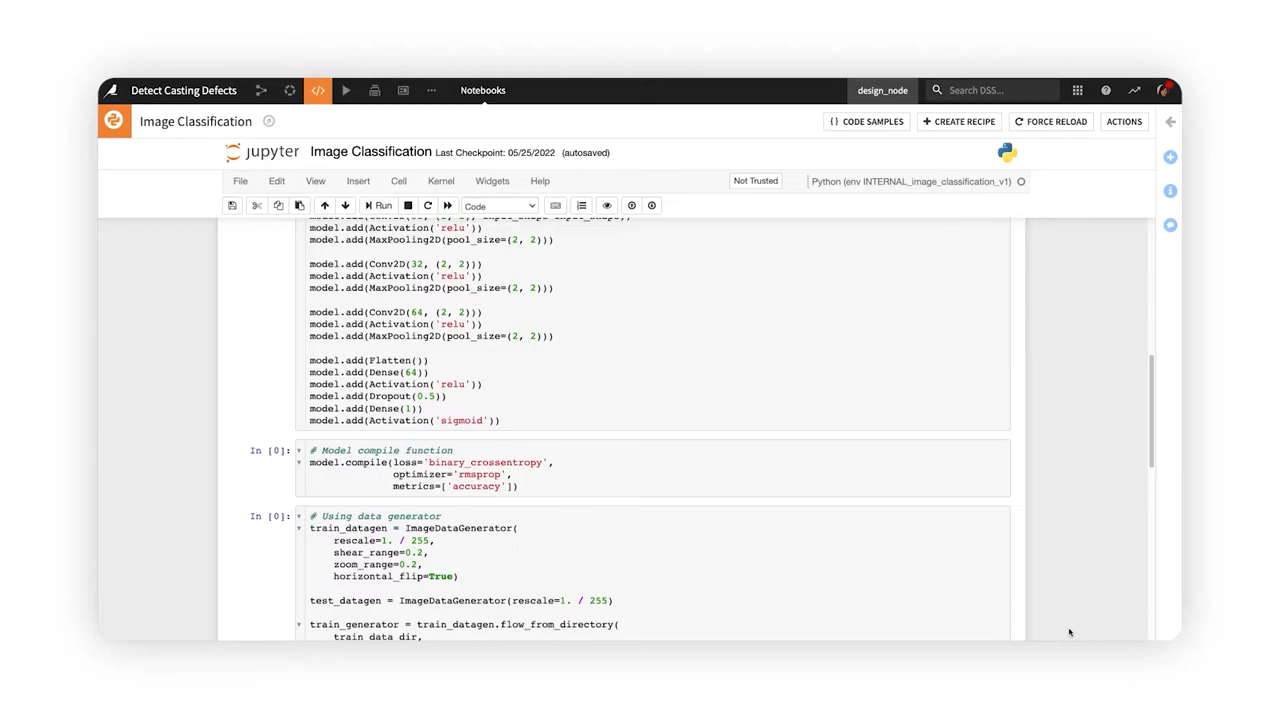 Detect Casting Defects
Notebooks
design_node
Search DSS...
Image Classification
{ } CODE SAMPLES
+ CREATE RECIPE
FORCE RELOAD
ACTIONS
jupyter
Image Classification Last Checkpoint: 05/25/2022 (autosaved)
File Edit View Insert Cell Kernel Widgets Help
Not Trusted
Python (env INTERNAL_image_classification_v1)
Run
Code
model.add(Activation('relu'))
model.add(MaxPooling2D(pool_size=(2, 2)))
model.add(Conv2D(32, (2, 2)))
model.add(Activation('relu'))
model.add(MaxPooling2D(pool_size=(2, 2)))
model.add(Conv2D(64, (2, 2)))
model.add(Activation('relu'))
model.add(MaxPooling2D(pool_size=(2, 2)))
model.add(Flatten())
model.add(Dense(64))
model.add(Activation('relu'))
model.add(Dropout(0.5))
model.add(Dense(1))
model.add(Activation('sigmoid'))
In [0]:
# Model compile function
model.compile(loss='binary_crossentropy',
optimizer='rmsprop',
metrics=['accuracy'])
In [0]:
# Using data generator
train_datagen = ImageDataGenerator(
rescale=1. / 255,
shear_range=0.2,
zoom_range=0.2,
horizontal_flip=True)
test_datagen = ImageDataGenerator(rescale=1. / 255)
train_generator = train_datagen.flow_from_directory(
train_data_dir,